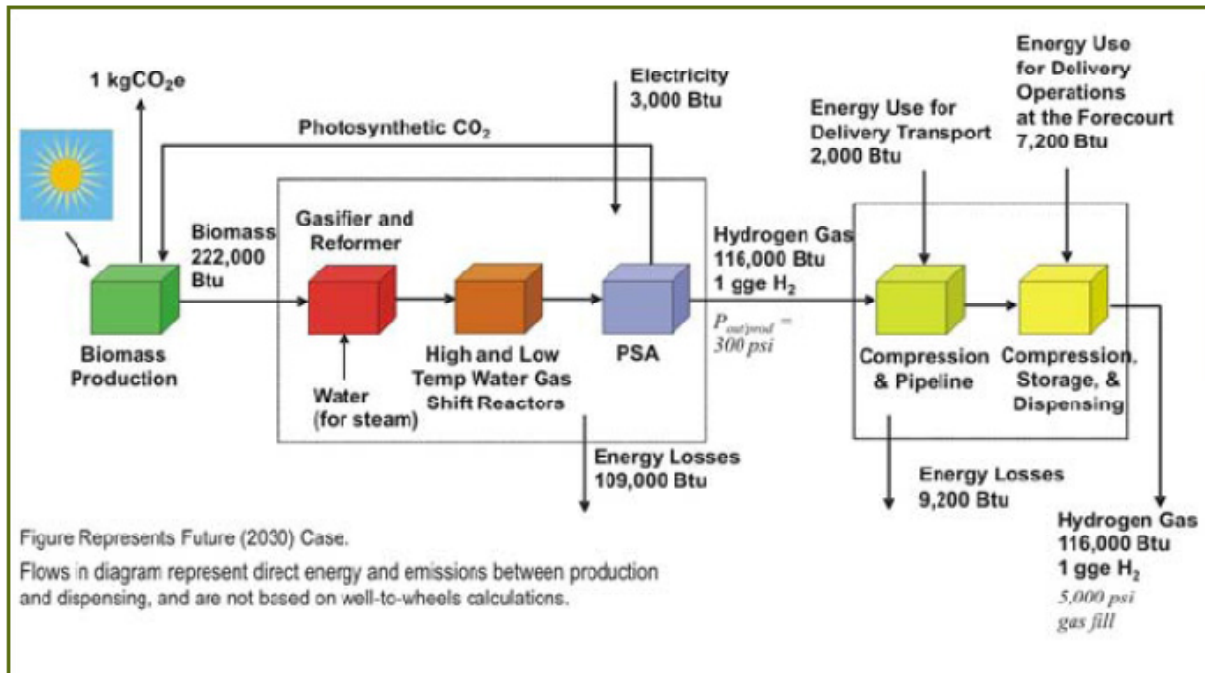 1 kgCO₂e
Photosynthetic CO₂
Electricity
3,000 Btu
Energy Use for
Delivery Transport
2,000 Btu
Energy Use
for Delivery
Operations
at the Forecourt
7,200 Btu
Biomass
222,000
Btu
Gasifier and
Reformer
Hydrogen Gas
116,000 Btu
1 gge H₂
P out/prod =
300 psi
Biomass
Production
Water
(for steam)
High and Low
Temp Water Gas
Shift Reactors
PSA
Compression
& Pipeline
Compression,
Storage, &
Dispensing
Energy Losses
109,000 Btu
Energy Losses
9,200 Btu
Hydrogen Gas
116,000 Btu
1 gge H₂
5,000 psi
gas fill
Figure Represents Future (2030) Case.
Flows in diagram represent direct energy and emissions between production
and dispensing, and are not based on well-to-wheels calculations.